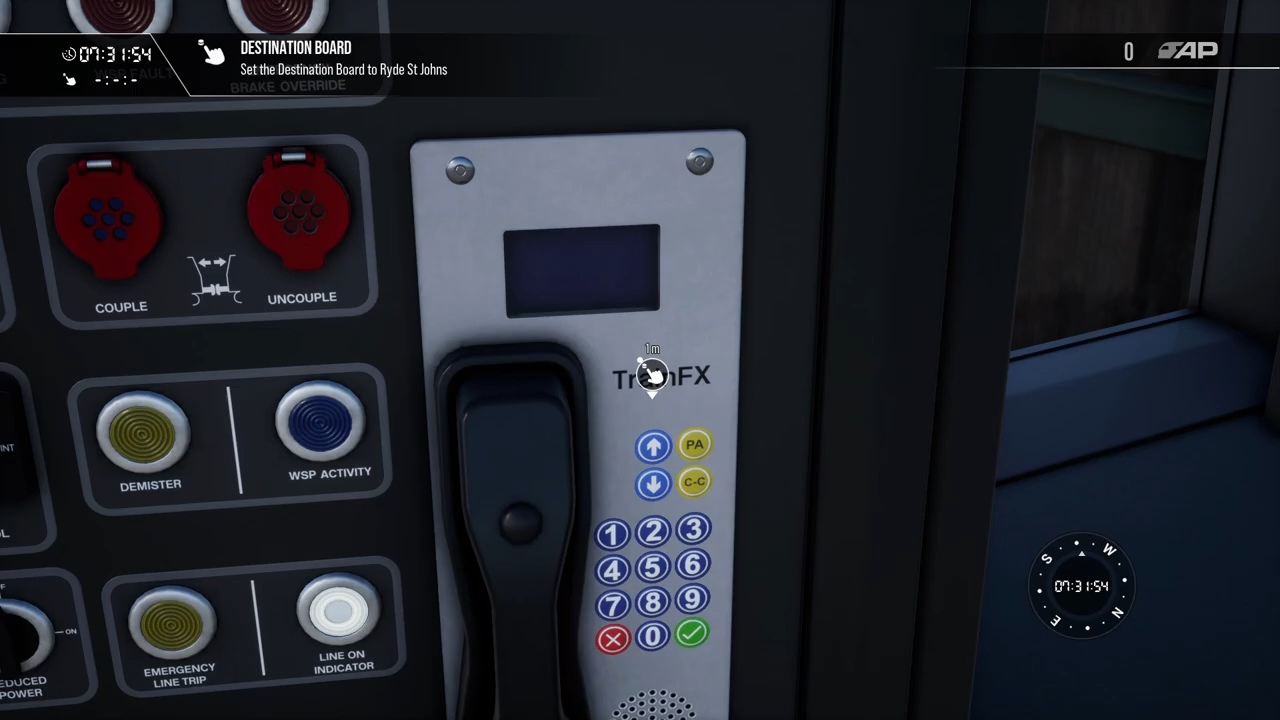 07:31:54
DESTINATION BOARD
Set the Destination Board to Ryde St Johns
0
AP
-:-:-
WSP FAULT
BRAKE OVERRIDE
COUPLE
UNCOUPLE
1m
TrainFX
PA
C-C
DEMISTER
WSP ACTIVITY
1 2 3
4 5 6
7 8 9
0
EMERGENCY
LINE TRIP
LINE ON
INDICATOR
ON
POWER
S W
07:31:54
E N